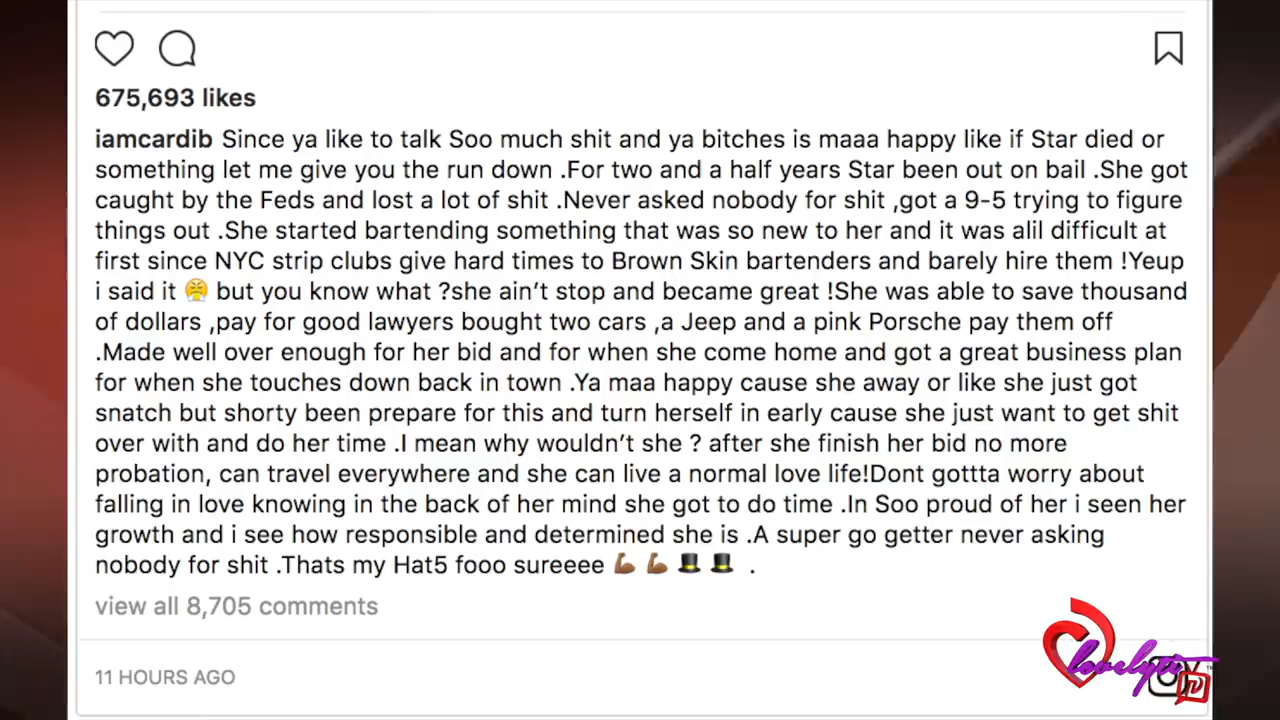 675,693 likes
iamcardib Since ya like to talk Soo much shit and ya bitches is maaa happy like if Star died or
something let me give you the run down .For two and a half years Star been out on bail .She got
caught by the Feds and lost a lot of shit .Never asked nobody for shit ,got a 9-5 trying to figure
things out .She started bartending something that was so new to her and it was alil difficult at
first since NYC strip clubs give hard times to Brown Skin bartenders and barely hire them !Yeup
i said it 😤 but you know what ?she ain’t stop and became great !She was able to save thousand
of dollars ,pay for good lawyers bought two cars ,a Jeep and a pink Porsche pay them off
.Made well over enough for her bid and for when she come home and got a great business plan
for when she touches down back in town .Ya maa happy cause she away or like she just got
snatch but shorty been prepare for this and turn herself in early cause she just want to get shit
over with and do her time .I mean why wouldn’t she ? after she finish her bid no more
probation, can travel everywhere and she can live a normal love life!Dont gottta worry about
falling in love knowing in the back of her mind she got to do time .In Soo proud of her i seen her
growth and i see how responsible and determined she is .A super go getter never asking
nobody for shit .Thats my Hat5 fooo sureeee 💪🏾 💪🏾 🎩 🎩 .
view all 8,705 comments
11 HOURS AGO
lovelyti
TV